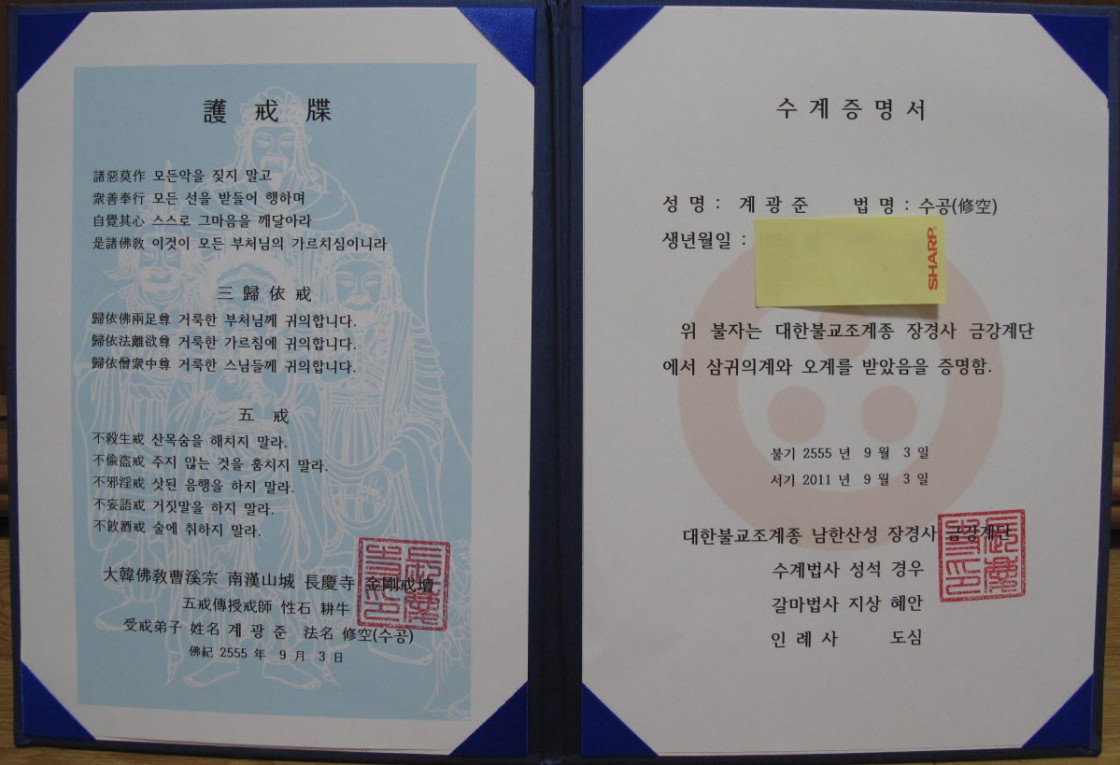 護 戒 牒
諸惡莫作 모든악을 짖지 말고
衆善奉行 모든 선을 받들어 행하며
自覺其心 스스로 그마음을 깨달아라
是諸佛敎 이것이 모든 부처님의 가르치심이니라
三 歸 依 戒
歸依佛兩足尊 거룩한 부처님께 귀의합니다.
歸依法離欲尊 거룩한 가르침에 귀의합니다.
歸依僧衆中尊 거룩한 스님들께 귀의합니다.
五 戒
不殺生戒 산목숨을 해치지 말라.
不偸盜戒 주지 않는 것을 훔치지 말라.
不邪淫戒 삿된 음행을 하지 말라.
不妄語戒 거짓말을 하지 말라.
不飮酒戒 술에 취하지 말라.
大韓佛敎曹溪宗 南漢山城 長慶寺 金剛戒壇
五戒傳授戒師 性石 耕牛
受戒弟子 姓名 계 광 준 法名 修空(수공)
佛紀 2555 年 9 月 3 日
수 계 증 명 서
성 명 : 계 광 준 법 명 : 수공(修空)
생년월일 :
SHARP
위 불자는 대한불교조계종 장경사 금강계단
에서 삼귀의계와 오계를 받았음을 증명함.
불기 2555 년 9 월 3 일
서기 2011 년 9 월 3 일
대한불교조계종 남한산성 장경사 금강계단
수계법사 성석 경우
갈마법사 지상 혜안
인 례 사 도심